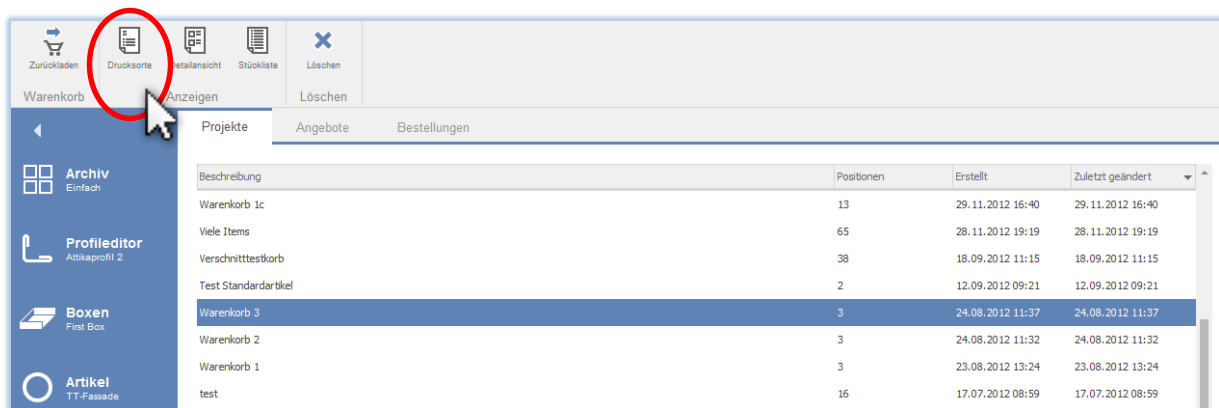 Zurückladen Drucksorte Detailansicht Stückliste Löschen
Warenkorb Anzeigen Löschen
Projekte Angebote Bestellungen
Archiv
Einfach
Profileditor
Attikaprofil 2
Boxen
First Box
Artikel
TT-Fassade
Beschreibung Positionen Erstellt Zuletzt geändert
Warenkorb 1c 13 29.11.2012 16:40 29.11.2012 16:40
Viele Items 65 28.11.2012 19:19 28.11.2012 19:19
Verschnitttestkorb 38 18.09.2012 11:15 18.09.2012 11:15
Test Standardartikel 2 12.09.2012 09:21 12.09.2012 09:21
Warenkorb 3 3 24.08.2012 11:37 24.08.2012 11:37
Warenkorb 2 3 24.08.2012 11:32 24.08.2012 11:32
Warenkorb 1 3 23.08.2012 13:24 23.08.2012 13:24
test 16 17.07.2012 08:59 17.07.2012 08:59